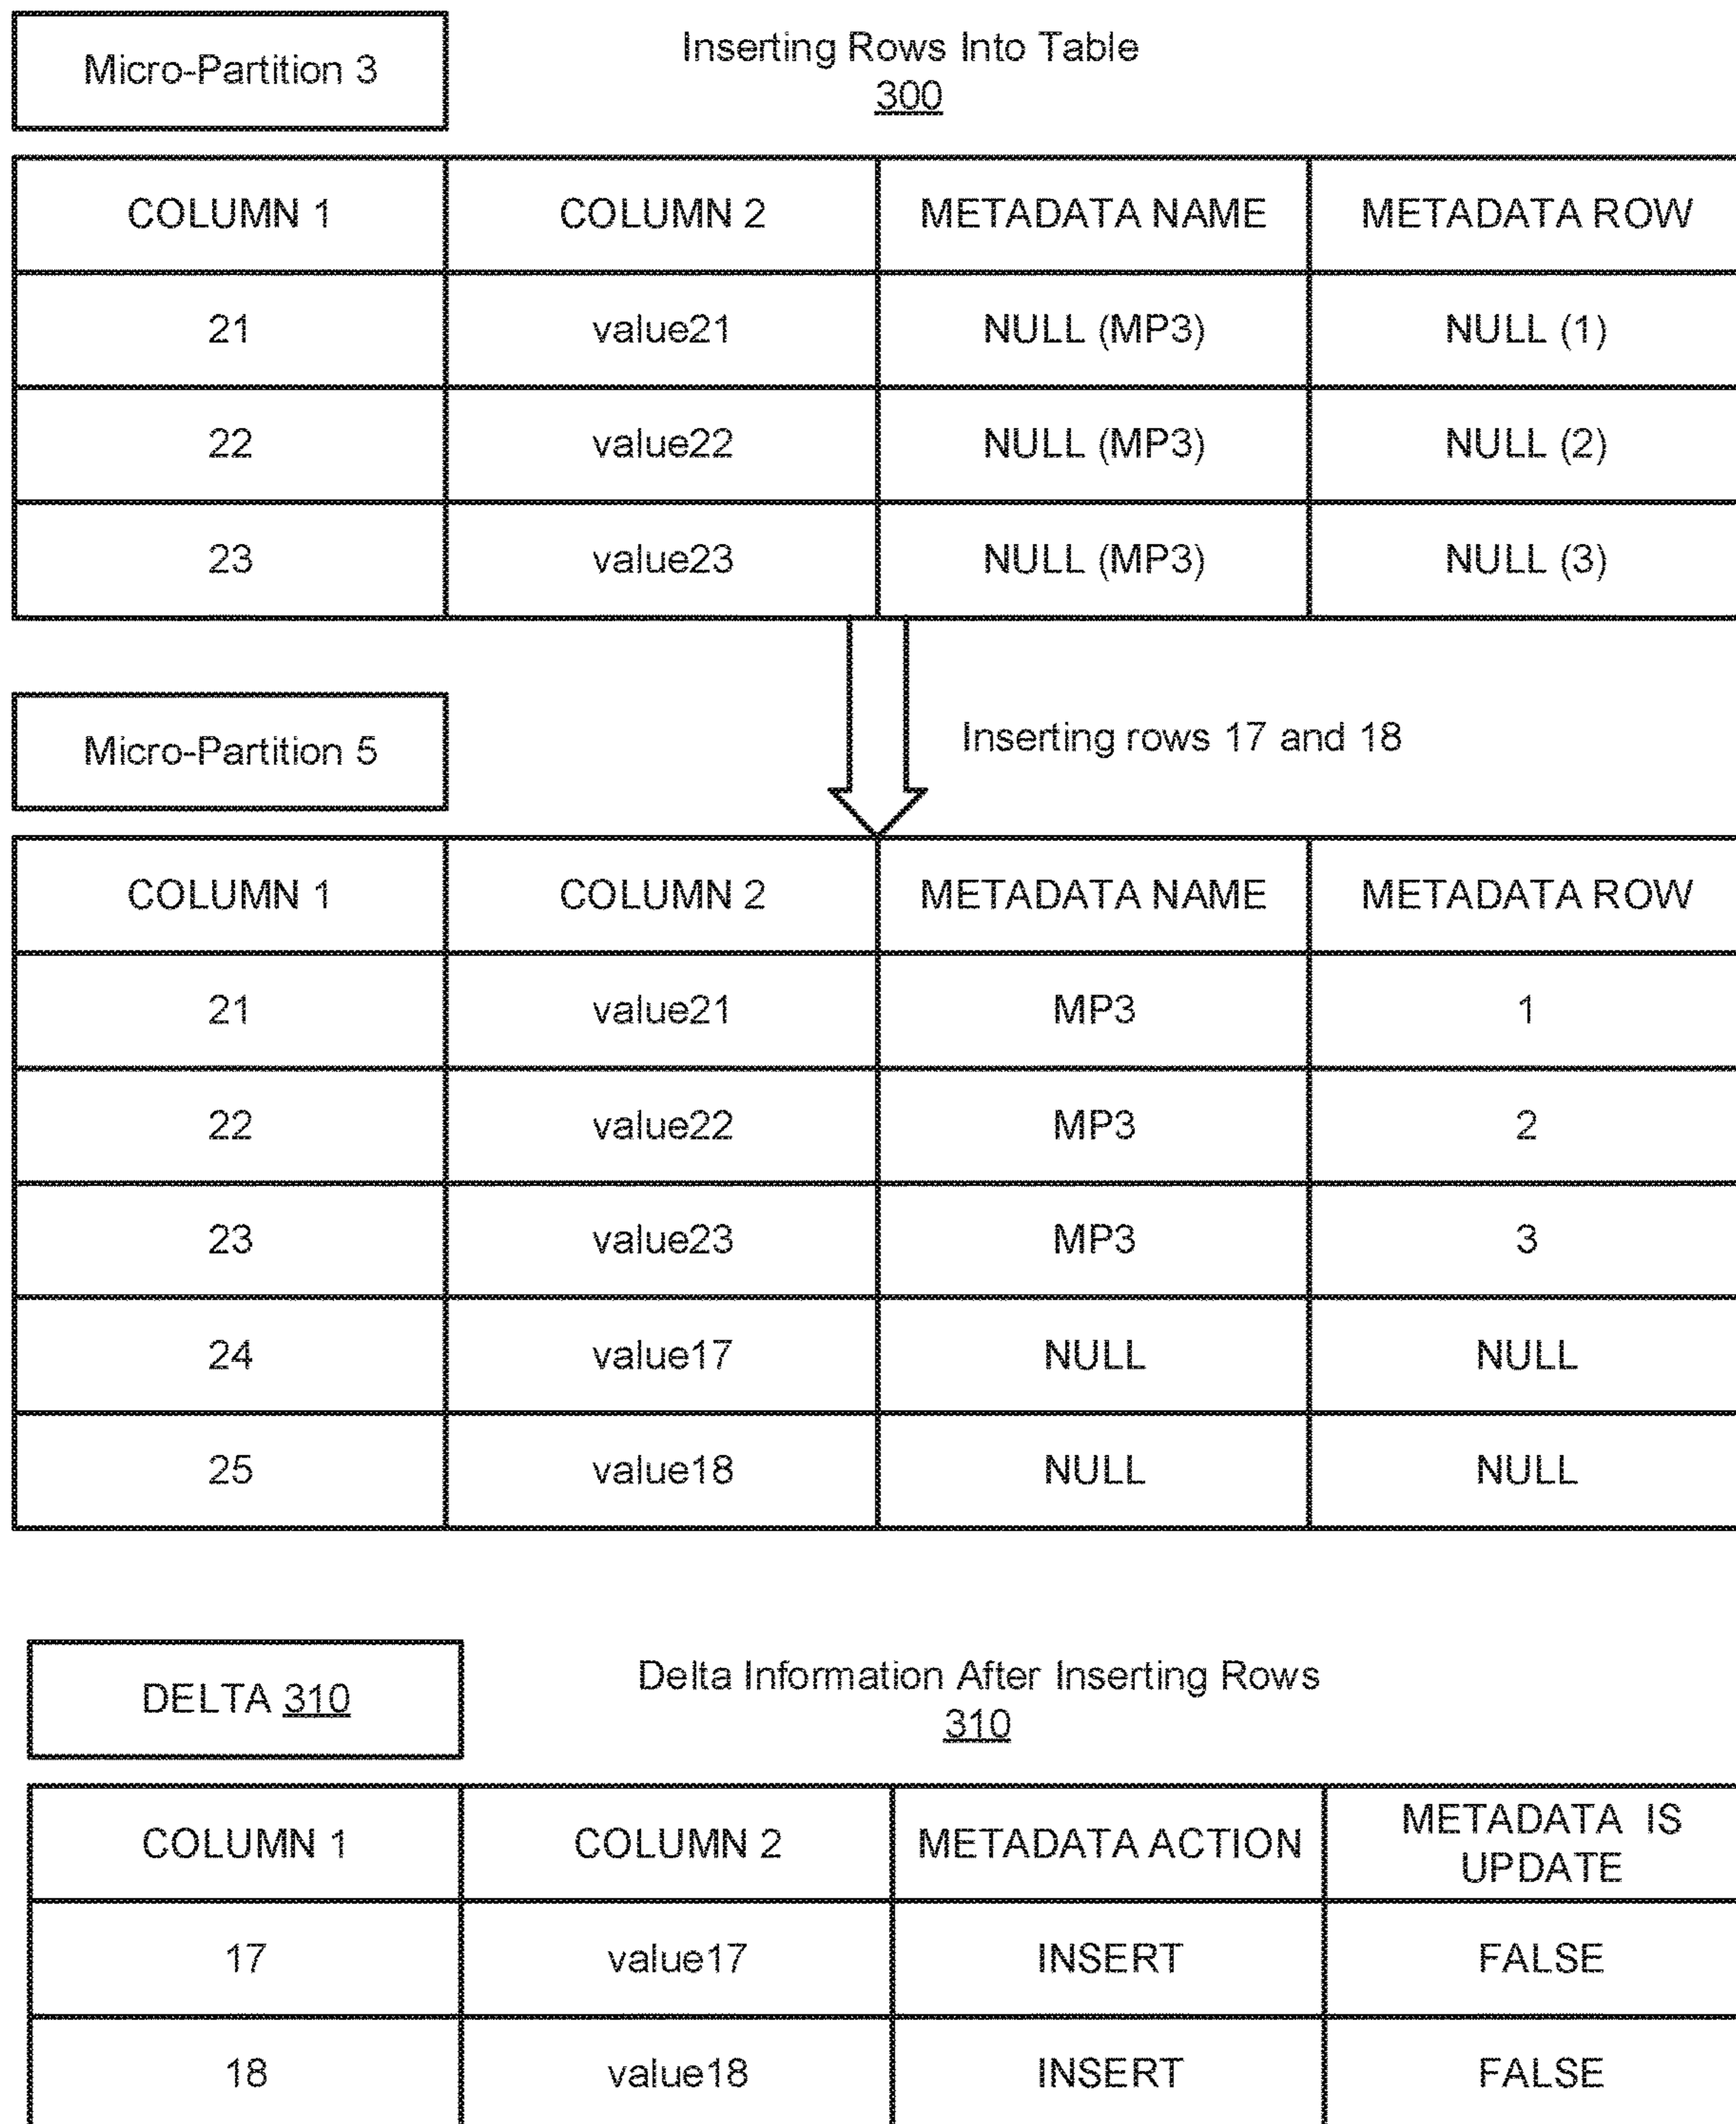 Micro-Partition 3
Inserting Rows Into Table
300
COLUMN 1 COLUMN 2 METADATA NAME METADATA ROW
21 value21 NULL (MP3) NULL (1)
22 value22 NULL (MP3) NULL (2)
23 value23 NULL (MP3) NULL (3)
Micro-Partition 5
Inserting rows 17 and 18
COLUMN 1 COLUMN 2 METADATA NAME METADATA ROW
21 value21 MP3 1
22 value22 MP3 2
23 value23 MP3 3
24 value17 NULL NULL
25 value18 NULL NULL
DELTA 310
Delta Information After Inserting Rows
310
COLUMN 1 COLUMN 2 METADATA ACTION METADATA IS
UPDATE
17 value17 INSERT FALSE
18 value18 INSERT FALSE